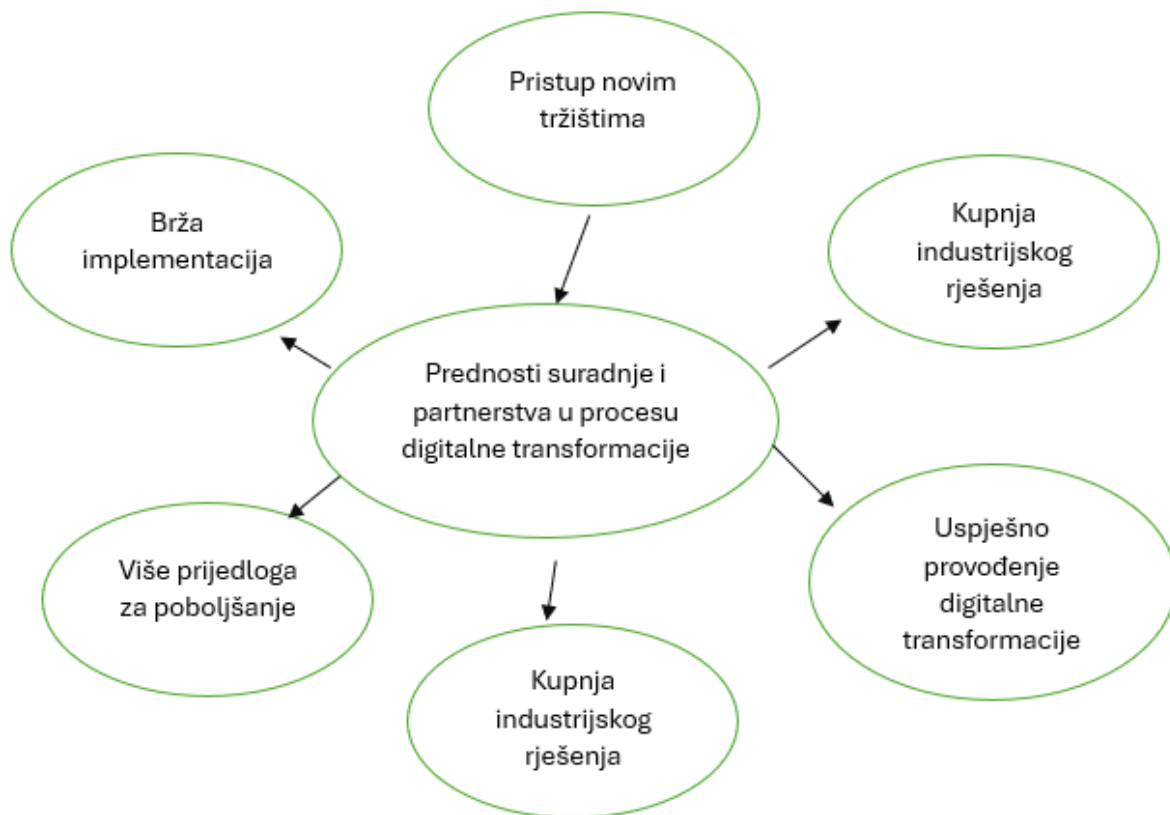 Pristup novim
tržištima
Brža
implementacija
Kupnja
industrijskog
rješenja
Prednosti suradnje i
partnerstva u procesu
digitalne transformacije
Više prijedloga
za poboljšanje
Uspješno
provođenje
digitalne
transformacije
Kupnja
industrijskog
rješenja